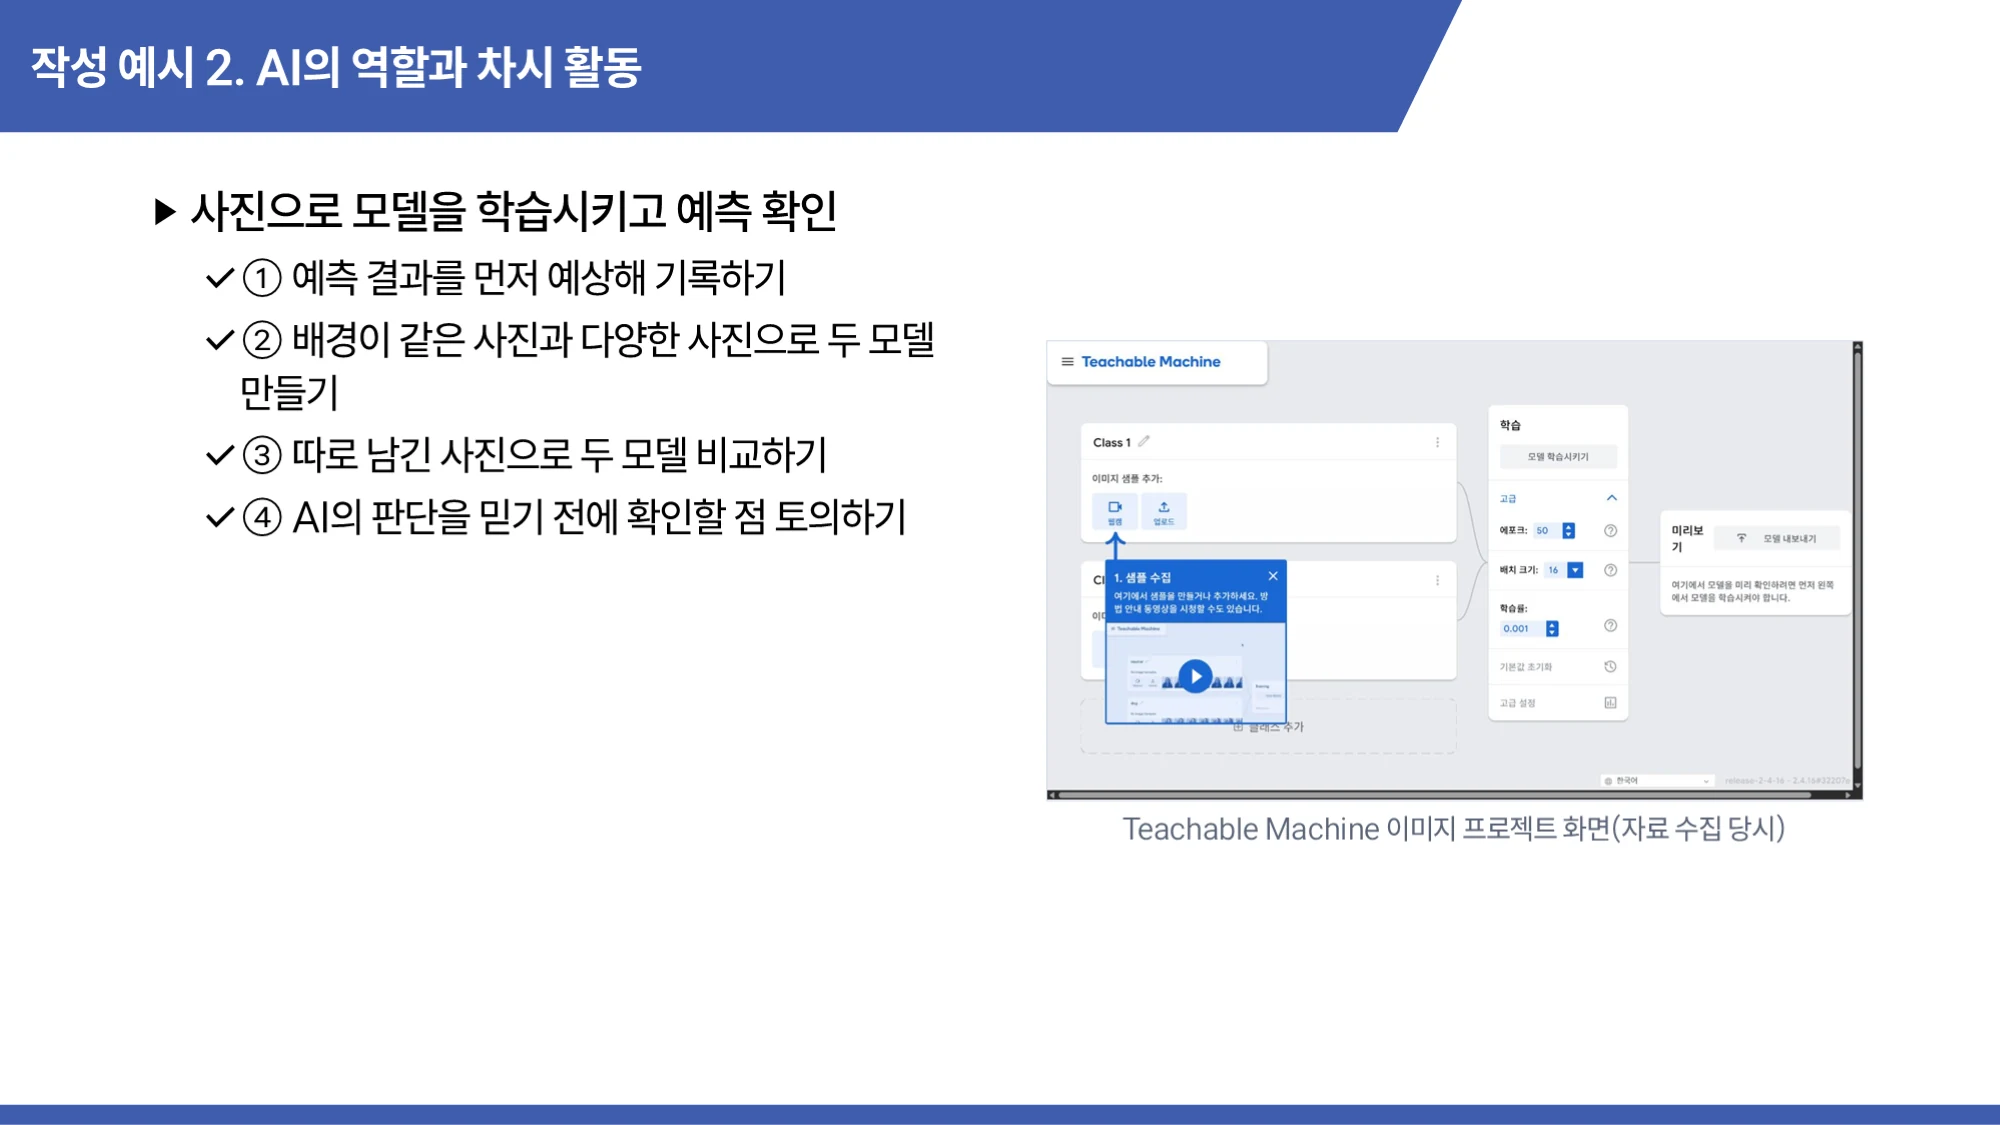 작성 예시 2. AI의 역할과 차시 활동
▶ 사진으로 모델을 학습시키고 예측 확인
✓ ① 예측 결과를 먼저 예상해 기록하기
✓ ② 배경이 같은 사진과 다양한 사진으로 두 모델
만들기
✓ ③ 따로 남긴 사진으로 두 모델 비교하기
✓ ④ AI의 판단을 믿기 전에 확인할 점 토의하기
Teachable Machine
Class 1
이미지 샘플 추가:
웹캠
업로드
Cl
1. 샘플 수집
여기에서 샘플을 만들거나 추가하세요. 방
법 안내 동영상을 시청할 수도 있습니다.
Teachable Machine
클래스 추가
학습
모델 학습시키기
고급
에포크: 50
배치 크기: 16
학습률:
0.001
기본값 초기화
고급 설정
미리보
기
모델 내보내기
여기에서 모델을 미리 확인하려면 먼저 왼쪽
에서 모델을 학습시켜야 합니다.
한국어
Teachable Machine 이미지 프로젝트 화면(자료 수집 당시)